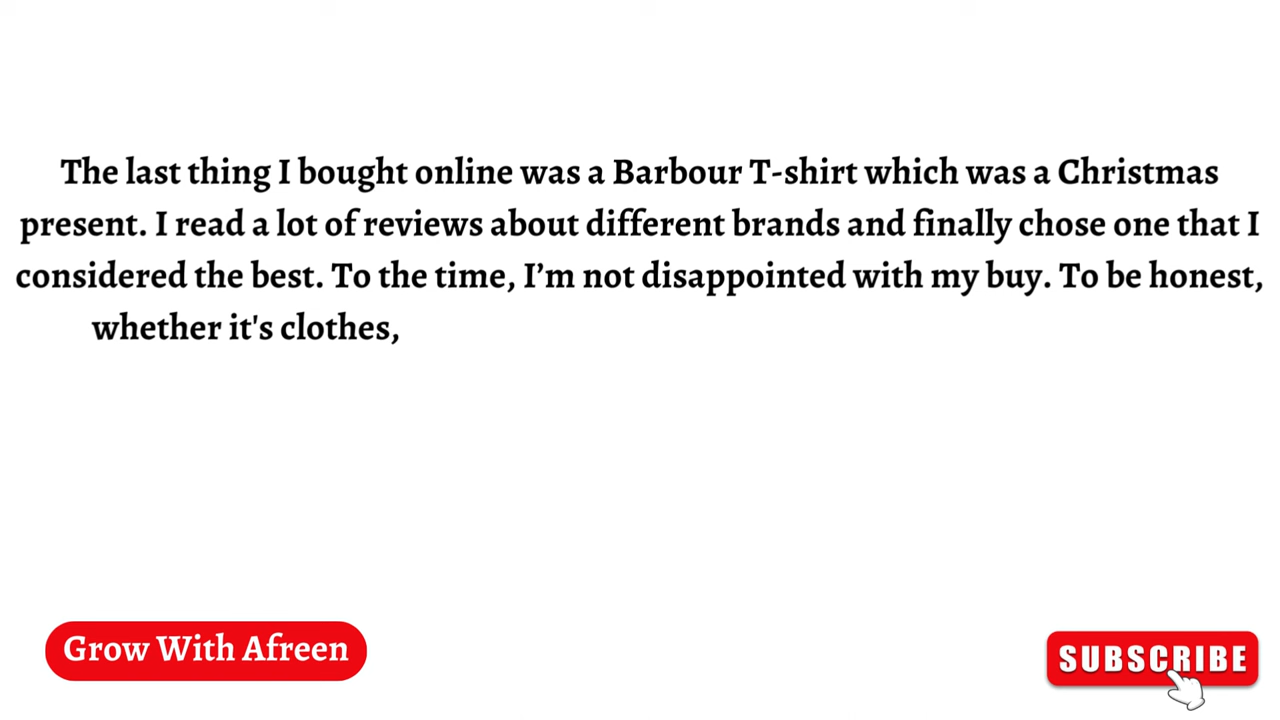 The last thing I bought online was a Barbour T-shirt which was a Christmas
present. I read a lot of reviews about different brands and finally chose one that I
considered the best. To the time, I’m not disappointed with my buy. To be honest,
whether it's clothes,
Grow With Afreen
SUBSCRIBE